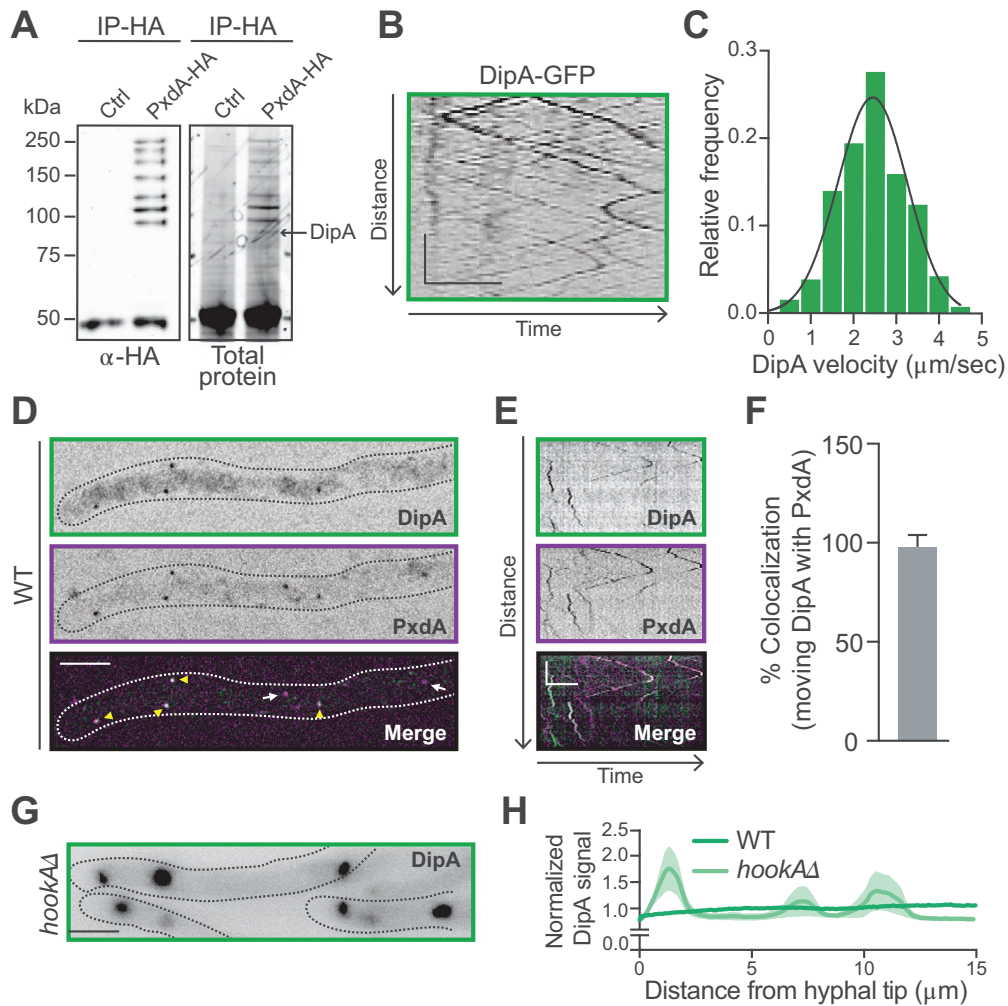 A
IP-HA IP-HA
Ctrl PxdA-HA Ctrl PxdA-HA
kDa
250
150
100
75
50
DipA
α-HA Total protein
B
DipA-GFP
Distance
Time
C
Relative frequency
0.3
0.2
0.1
0.0
0 1 2 3 4 5
DipA velocity (μm/sec)
D
WT
DipA
PxdA
Merge
E
Distance
DipA
PxdA
Merge
Time
F
% Colocalization
(moving DipA with PxdA)
150
100
50
0
G
hookAΔ
DipA
H
Normalized
DipA signal
2.5
2.0
1.5
1.0
0.0
WT
hookAΔ
0 5 10 15
Distance from hyphal tip (μm)